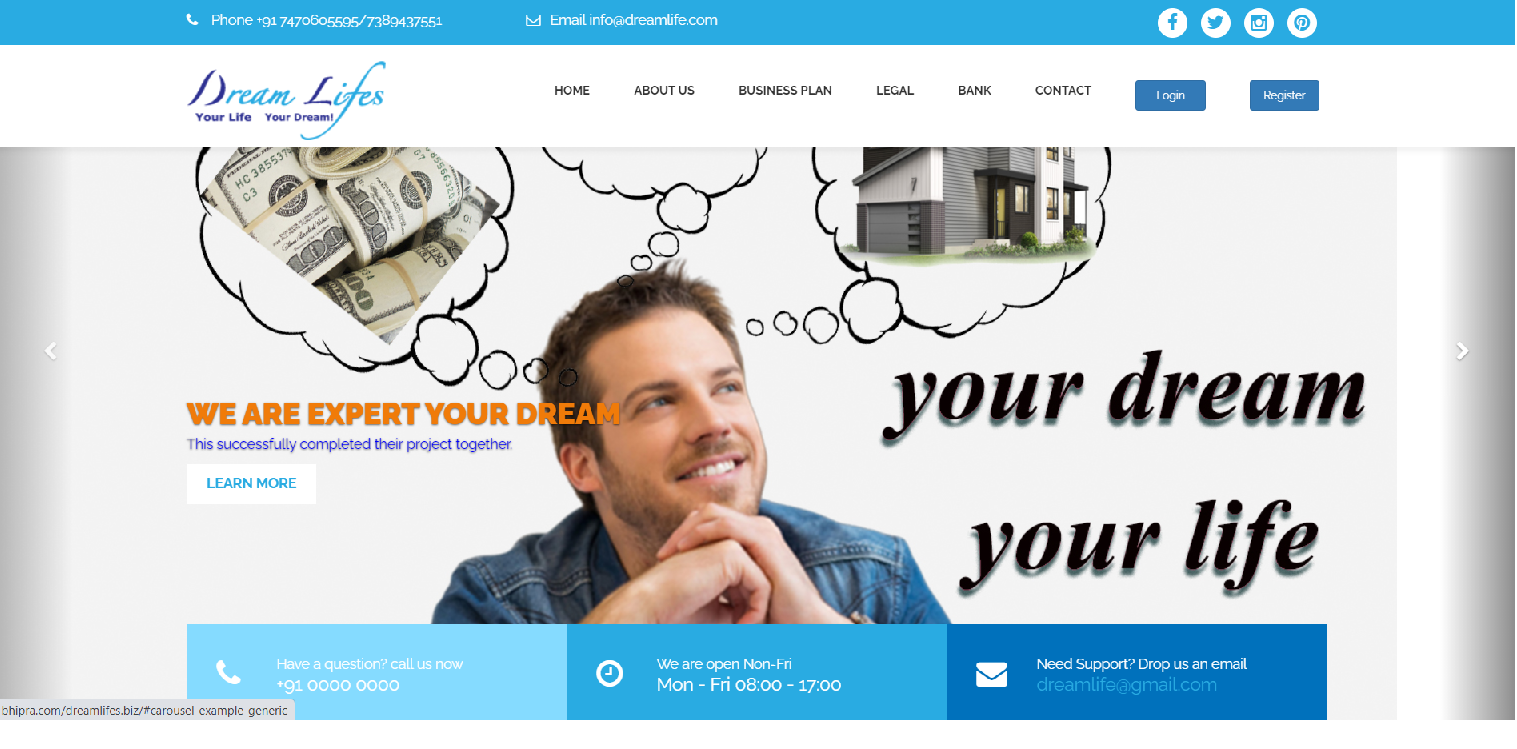 Phone +91 7470605595/7389437551
Email info@dreamlife.com
Dream Lifes
Your Life Your Dream!
HOME
ABOUT US
BUSINESS PLAN
LEGAL
BANK
CONTACT
Login
Register
your dream
your life
WE ARE EXPERT YOUR DREAM
This successfully completed their project together.
LEARN MORE
Have a question? call us now
+91 0000 0000
We are open Non-Fri
Mon - Fri 08:00 - 17:00
Need Support? Drop us an email
dreamlife@gmail.com
bhipra.com/dreamlifes.biz/#carousel-example-generic